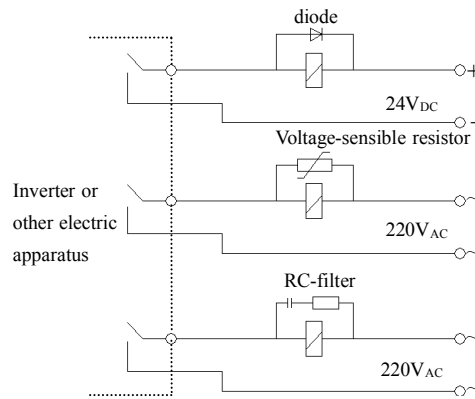 diode
+
24VDC
-
Voltage-sensible resistor
Inverter or
other electric
apparatus
~
220VAC
~
RC-filter
~
220VAC
~